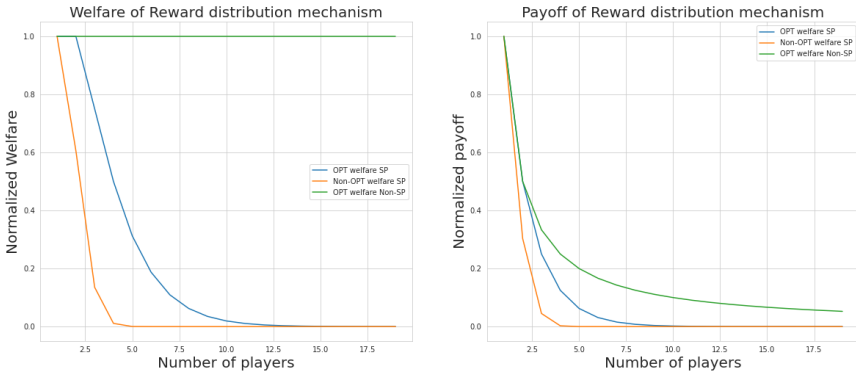 Welfare of Reward distribution mechanism
Normalized Welfare
1.0
0.8
0.6
0.4
0.2
0.0
OPT welfare SP
Non-OPT welfare SP
OPT welfare Non-SP
2.5 5.0 7.5 10.0 12.5 15.0 17.5
Number of players
Payoff of Reward distribution mechanism
Normalized payoff
1.0
0.8
0.6
0.4
0.2
0.0
OPT welfare SP
Non-OPT welfare SP
OPT welfare Non-SP
2.5 5.0 7.5 10.0 12.5 15.0 17.5
Number of players